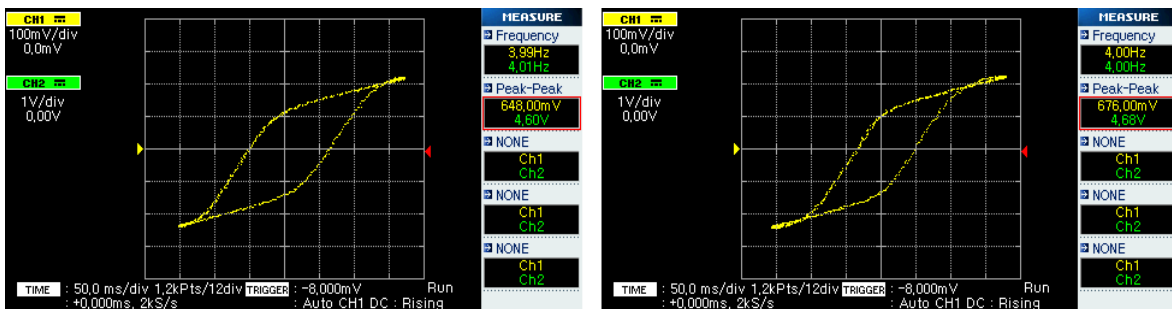 CH1
100mV/div
0,0mV
CH2
1V/div
0,00V
MEASURE
Frequency
3,99Hz
4,01Hz
Peak-Peak
648,00mV
4,60V
NONE
Ch1
Ch2
NONE
Ch1
Ch2
NONE
Ch1
Ch2
TIME : 50,0 ms/div 1,2kPts/12div TRIGGER : -8,000mV Run
: +0,000ms, 2kS/s : Auto CH1 DC : Rising
CH1
100mV/div
0,0mV
CH2
1V/div
0,00V
MEASURE
Frequency
4,00Hz
4,00Hz
Peak-Peak
676,00mV
4,68V
NONE
Ch1
Ch2
NONE
Ch1
Ch2
NONE
Ch1
Ch2
TIME : 50,0 ms/div 1,2kPts/12div TRIGGER : -8,000mV Run
: +0,000ms, 2kS/s : Auto CH1 DC : Rising